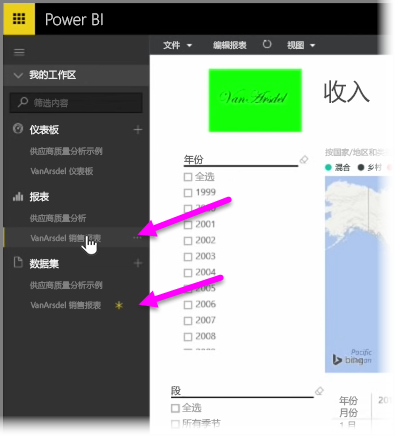 Power BI
文件 编辑报表 视图
我的工作区
筛选内容
仪表板
供应商质量分析示例
VanArsdel 仪表板
报表
供应商质量分析
VanArsdel 销售报表
数据集
供应商质量分析示例
VanArsdel 销售报表
VanArsdel
收入
年份
全选
1999
2000
2001
2002
2003
2004
2005
2006
2007
2008
段
全选
所有季节
按国家/地区和
混合 乡村
Pacific
bing
年份
月份
1 月